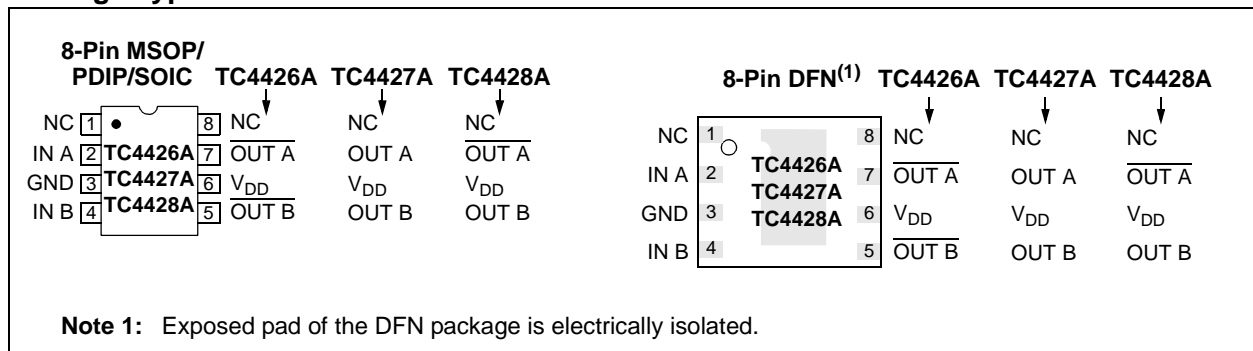 8-Pin MSOP/
PDIP/SOIC TC4426A TC4427A TC4428A
NC 1 8 NC NC NC
IN A 2 TC4426A 7 OUT A OUT A OUT A
GND 3 TC4427A 6 VDD VDD VDD
IN B 4 TC4428A 5 OUT B OUT B OUT B
8-Pin DFN(1) TC4426A TC4427A TC4428A
NC 1 8 NC NC NC
IN A 2 TC4426A 7 OUT A OUT A OUT A
TC4427A
GND 3 TC4428A 6 VDD VDD VDD
IN B 4 5 OUT B OUT B OUT B
Note 1: Exposed pad of the DFN package is electrically isolated.